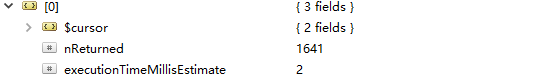 [0] { 3 fields }
$cursor { 2 fields }
nReturned 1641
executionTimeMillisEstimate 2